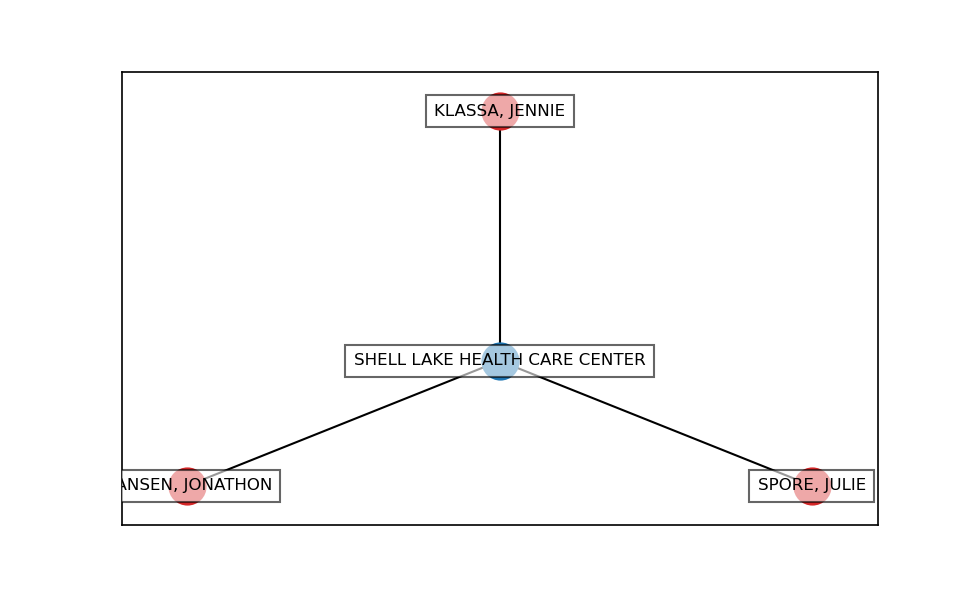 KLASSA, JENNIE
SHELL LAKE HEALTH CARE CENTER
ANSEN, JONATHON
SPORE, JULIE